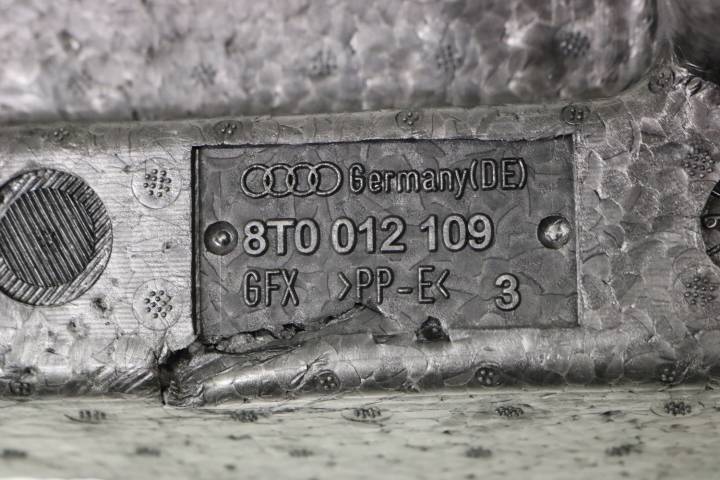 Germany(DE)
8T0 012 109
GFX >PP-E< 3